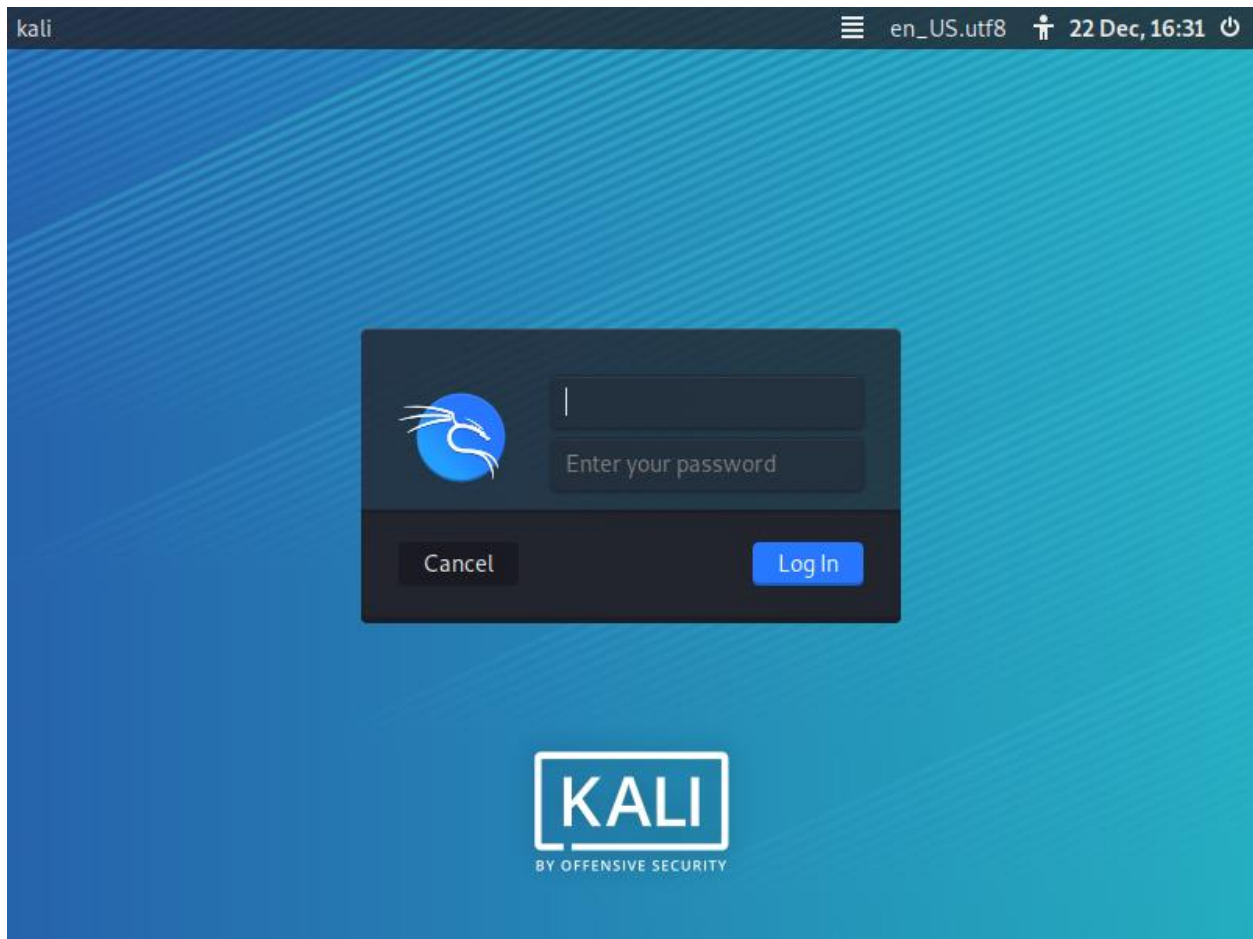 kali en_US.utf8 22 Dec, 16:31
Enter your password
Cancel Log In
KALI
BY OFFENSIVE SECURITY